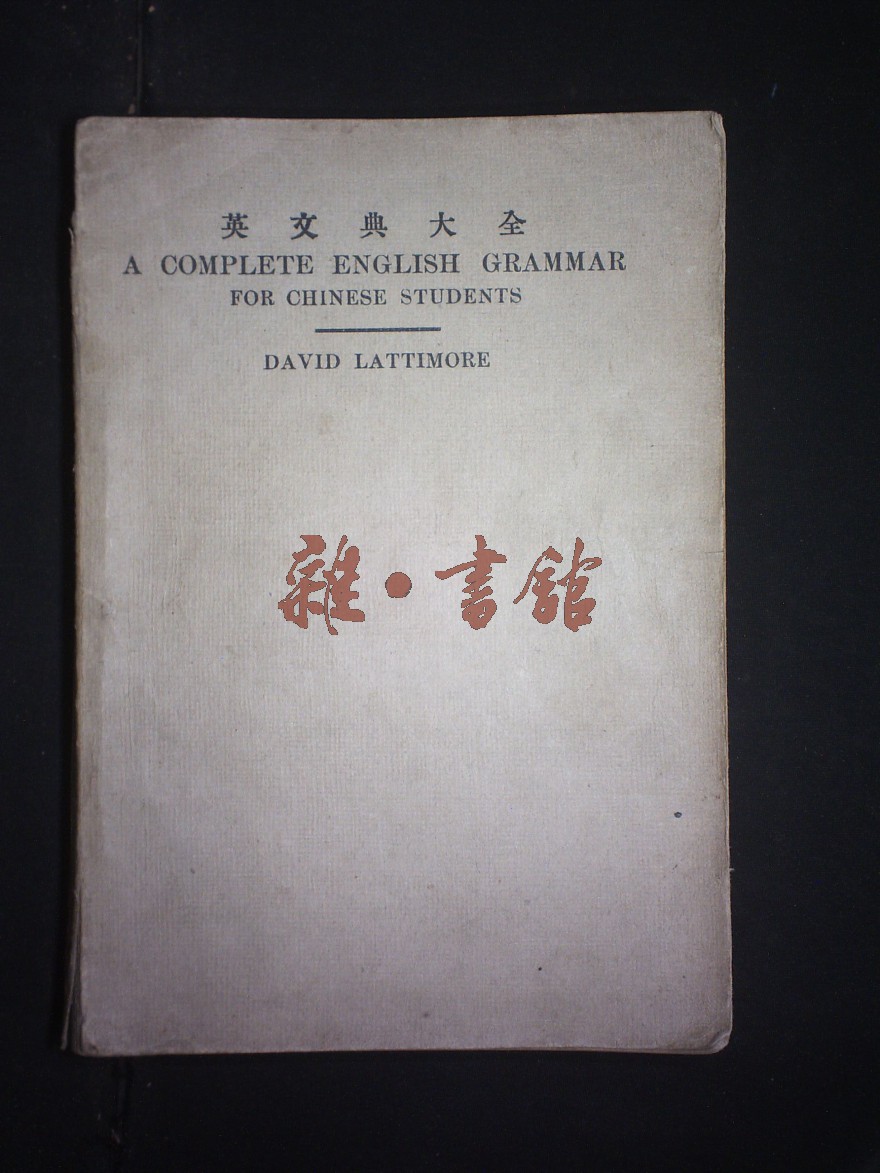 英文典大全
A COMPLETE ENGLISH GRAMMAR
FOR CHINESE STUDENTS
DAVID LATTIMORE
雜·書館